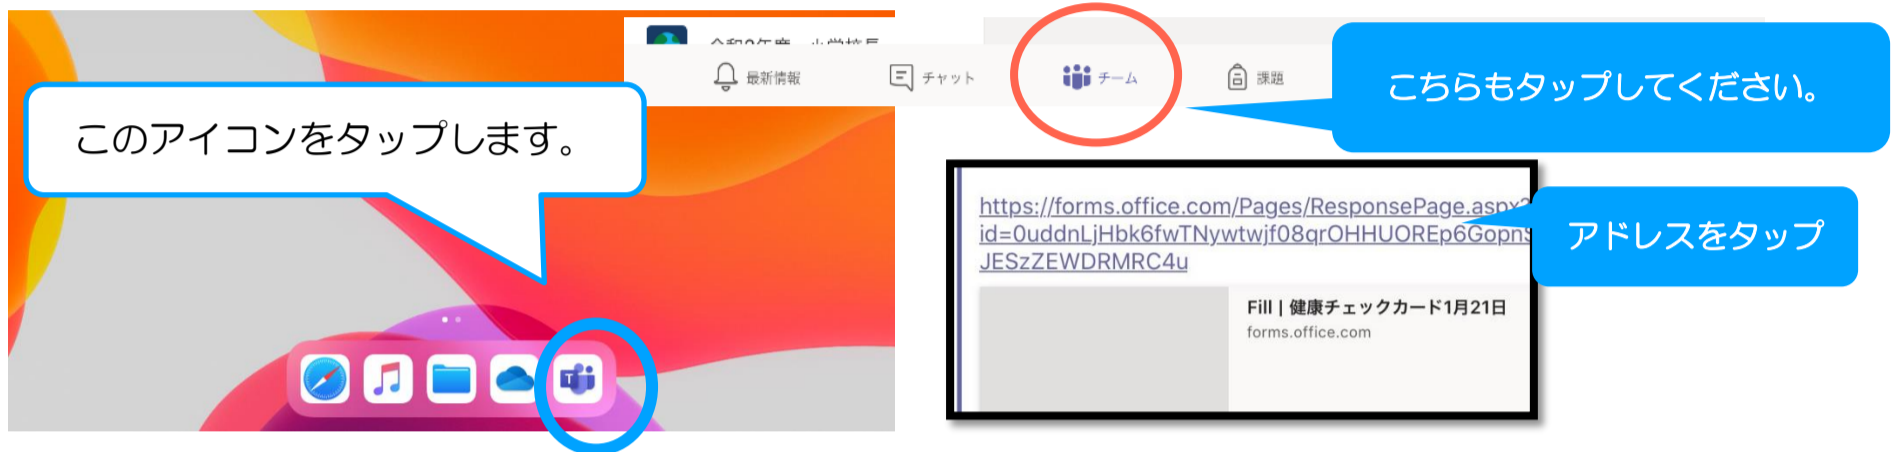 このアイコンをタップします。
最新情報
チャット
チーム
課題
こちらもタップしてください。
https://forms.office.com/Pages/ResponsePage.aspx?
id=0uddnLjHbk6fwTNywtwjf08qrOHHUOREp6Gopn
JESzZEWDRMRC4u
アドレスをタップ
Fill | 健康チェックカード1月21日
forms.office.com